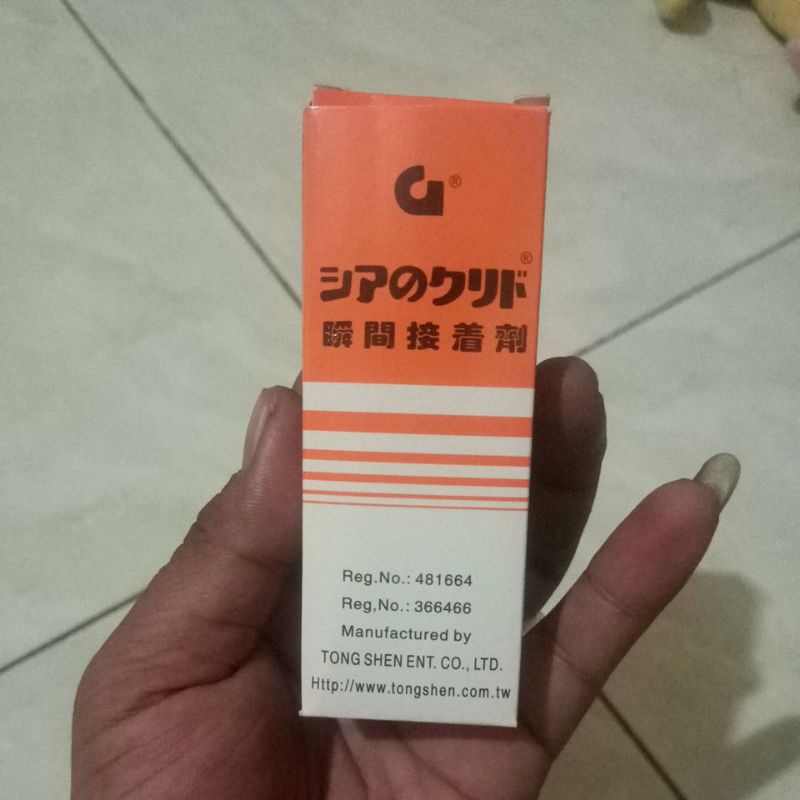 シアのクリド®
瞬間接着劑
Reg.No.: 481664
Reg,No.: 366466
Manufactured by
TONG SHEN ENT. CO., LTD.
Http://www.tongshen.com.tw